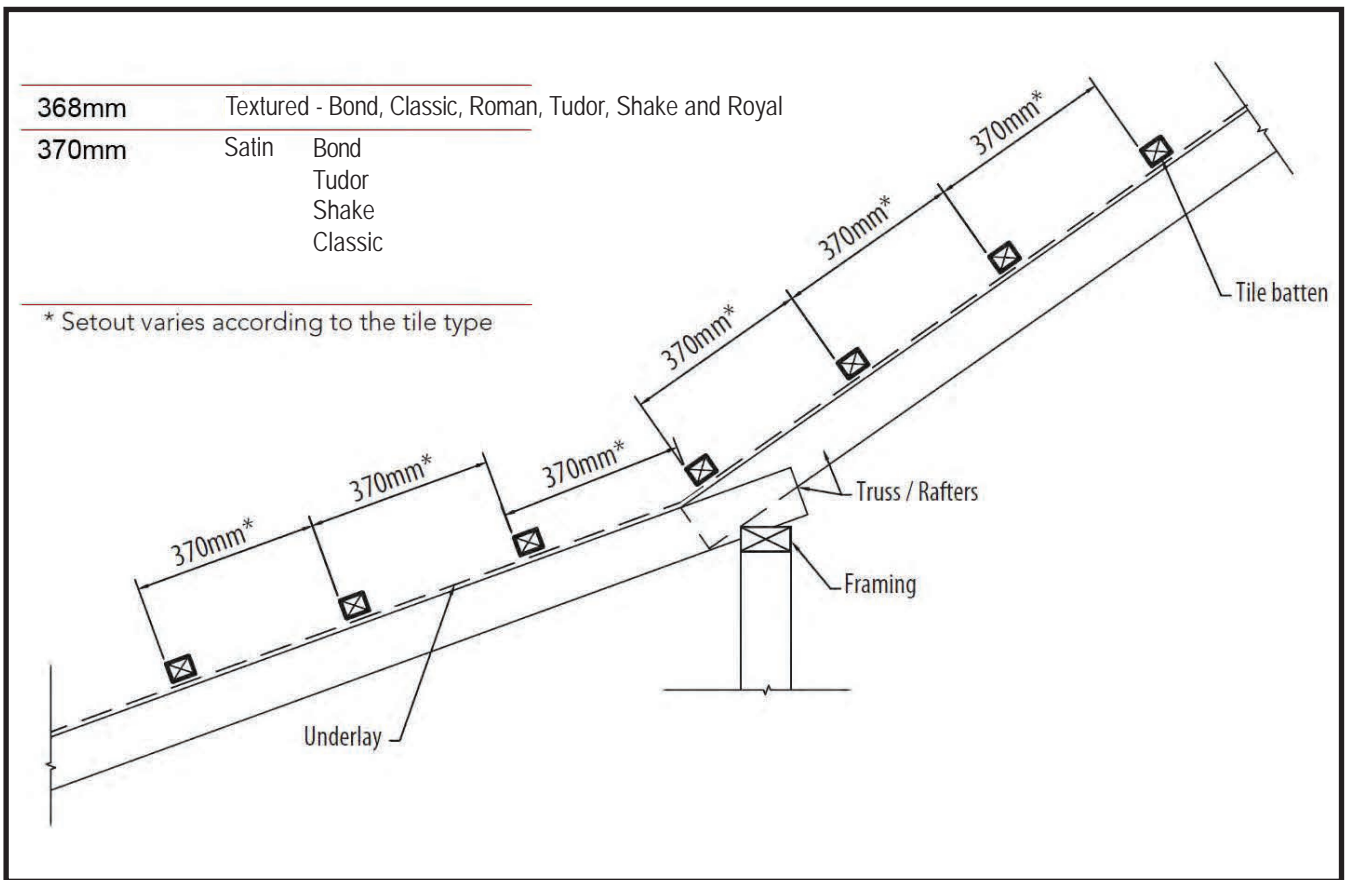 368mm Textured - Bond, Classic, Roman, Tudor, Shake and Royal
370mm Satin Bond
Tudor
Shake
Classic
* Setout varies according to the tile type
370mm*
370mm*
370mm*
370mm*
370mm*
370mm*
Tile batten
Truss / Rafters
Framing
Underlay